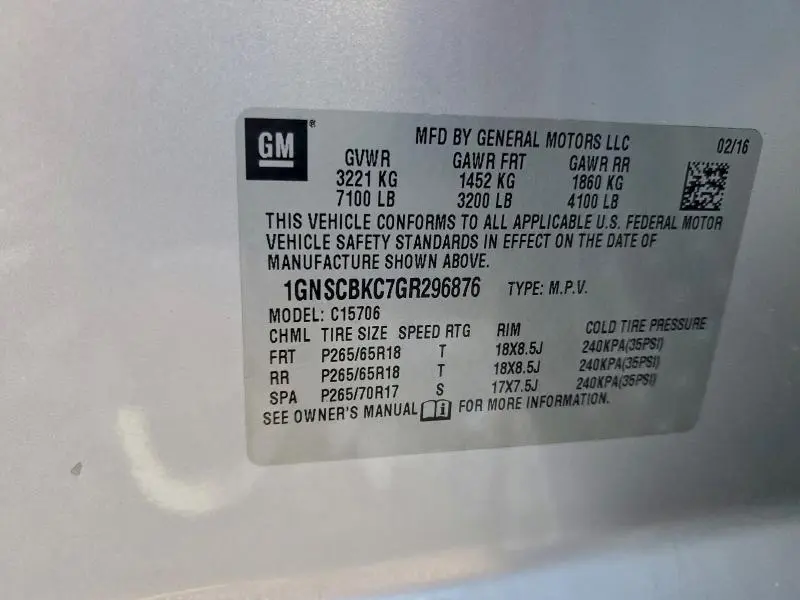 GM®
MFD BY GENERAL MOTORS LLC 02/16
GVWR GAWR FRT GAWR RR
3221 KG 1452 KG 1860 KG
7100 LB 3200 LB 4100 LB
THIS VEHICLE CONFORMS TO ALL APPLICABLE U.S. FEDERAL MOTOR
VEHICLE SAFETY STANDARDS IN EFFECT ON THE DATE OF
MANUFACTURE SHOWN ABOVE.
1GNSCBKC7GR296876 TYPE: M.P.V.
MODEL: C15706
CHML TIRE SIZE SPEED RTG RIM COLD TIRE PRESSURE
FRT P265/65R18 T 18X8.5J 240KPA(35PSI)
RR P265/65R18 T 18X8.5J 240KPA(35PSI)
SPA P265/70R17 S 17X7.5J 240KPA(35PSI)
SEE OWNER'S MANUAL i FOR MORE INFORMATION.